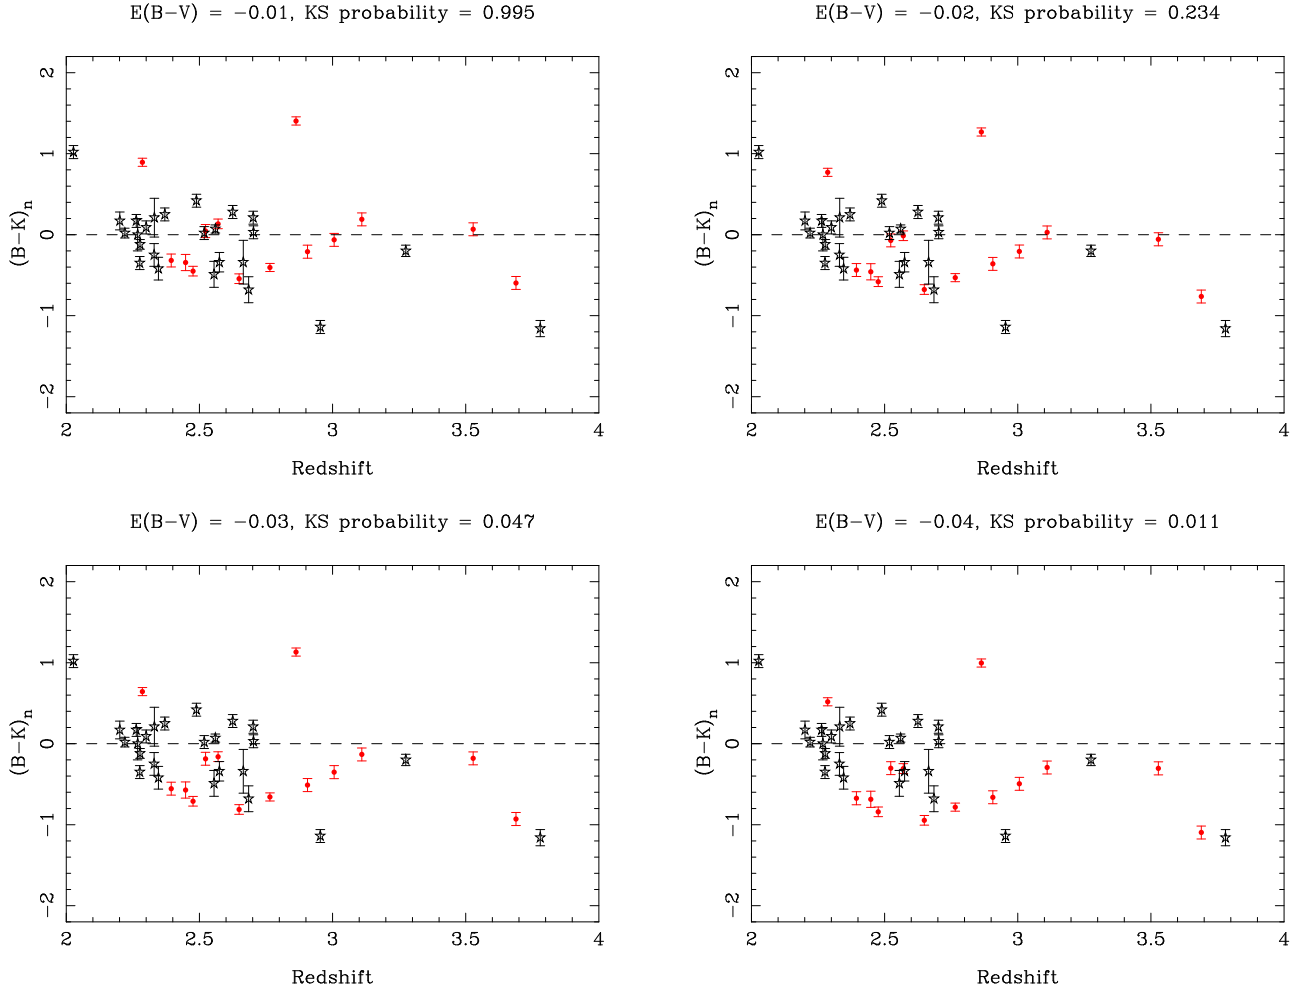 E(B−V) = −0.01, KS probability = 0.995
2
1
0
−1
−2
(B−K)n
2 2.5 3 3.5 4
Redshift
E(B−V) = −0.02, KS probability = 0.234
2
1
0
−1
−2
(B−K)n
2 2.5 3 3.5 4
Redshift
E(B−V) = −0.03, KS probability = 0.047
2
1
0
−1
−2
(B−K)n
2 2.5 3 3.5 4
Redshift
E(B−V) = −0.04, KS probability = 0.011
2
1
0
−1
−2
(B−K)n
2 2.5 3 3.5 4
Redshift